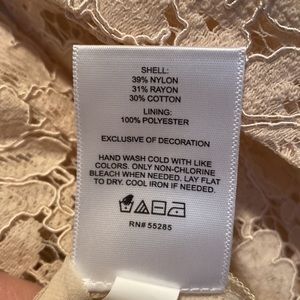 SHELL:
39% NYLON
31% RAYON
30% COTTON
LINING:
100% POLYESTER
EXCLUSIVE OF DECORATION
HAND WASH COLD WITH LIKE
COLORS. ONLY NON-CHLORINE
BLEACH WHEN NEEDED. LAY FLAT
TO DRY. COOL IRON IF NEEDED.
RN# 55285